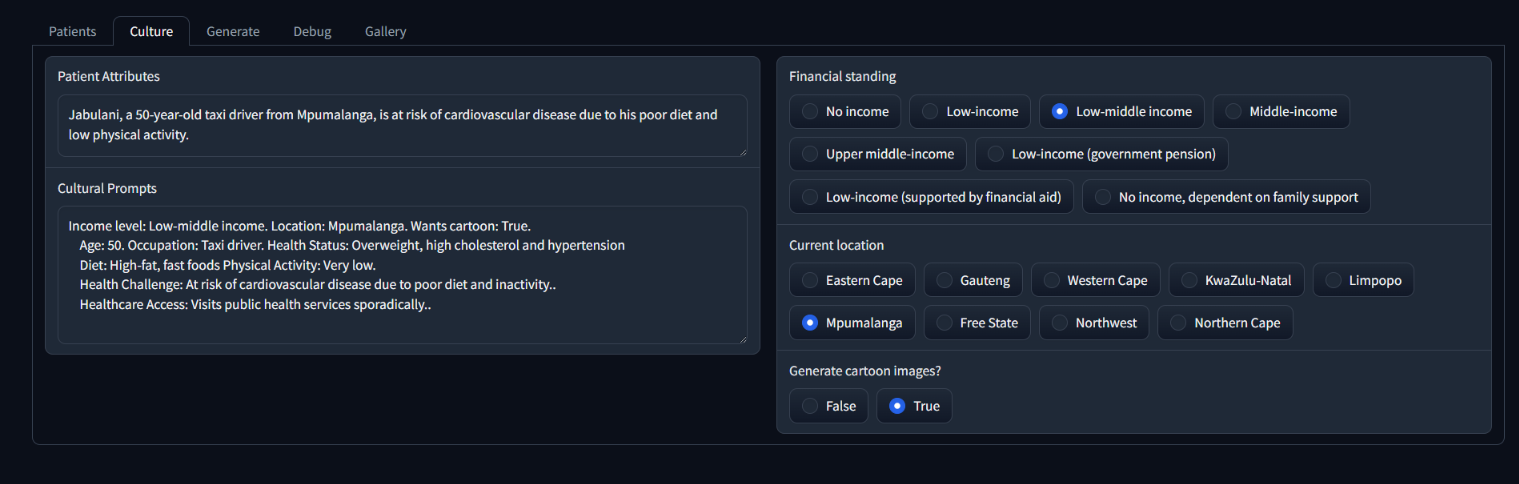 Patients Culture Generate Debug Gallery
Patient Attributes
Jabulani, a 50-year-old taxi driver from Mpumalanga, is at risk of cardiovascular disease due to his poor diet and
low physical activity.
Cultural Prompts
Income level: Low-middle income. Location: Mpumalanga. Wants cartoon: True.
Age: 50. Occupation: Taxi driver. Health Status: Overweight, high cholesterol and hypertension
Diet: High-fat, fast foods Physical Activity: Very low.
Health Challenge: At risk of cardiovascular disease due to poor diet and inactivity..
Healthcare Access: Visits public health services sporadically..
Financial standing
No income Low-income Low-middle income Middle-income
Upper middle-income Low-income (government pension)
Low-income (supported by financial aid) No income, dependent on family support
Current location
Eastern Cape Gauteng Western Cape KwaZulu-Natal Limpopo
Mpumalanga Free State Northwest Northern Cape
Generate cartoon images?
False True